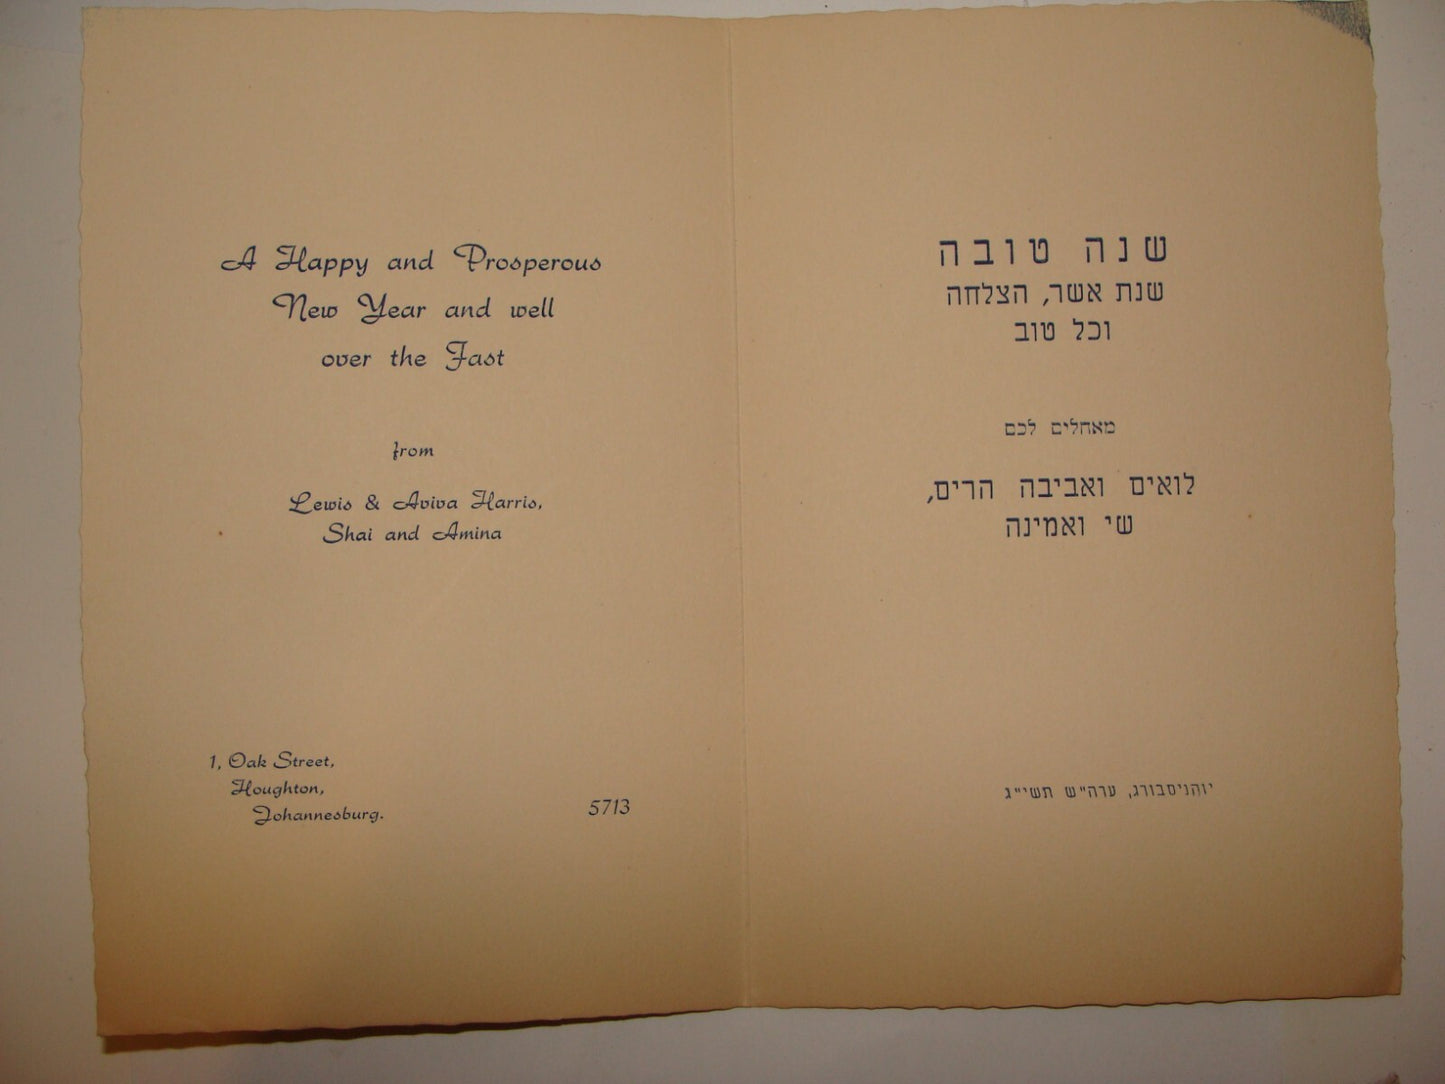 A Happy and Prosperous
New Year and well
over the Fast
from
Lewis & Aviva Harris,
Shai and Amina
1, Oak Street,
Houghton,
Johannesburg.
5713
שנה טובה
שנת אשר, הצלחה
וכל טוב
מאחלים לכם
לואים ואביבה הרים,
שי ואמינה
יוהניסבורג, ערה"ש תשי"ג